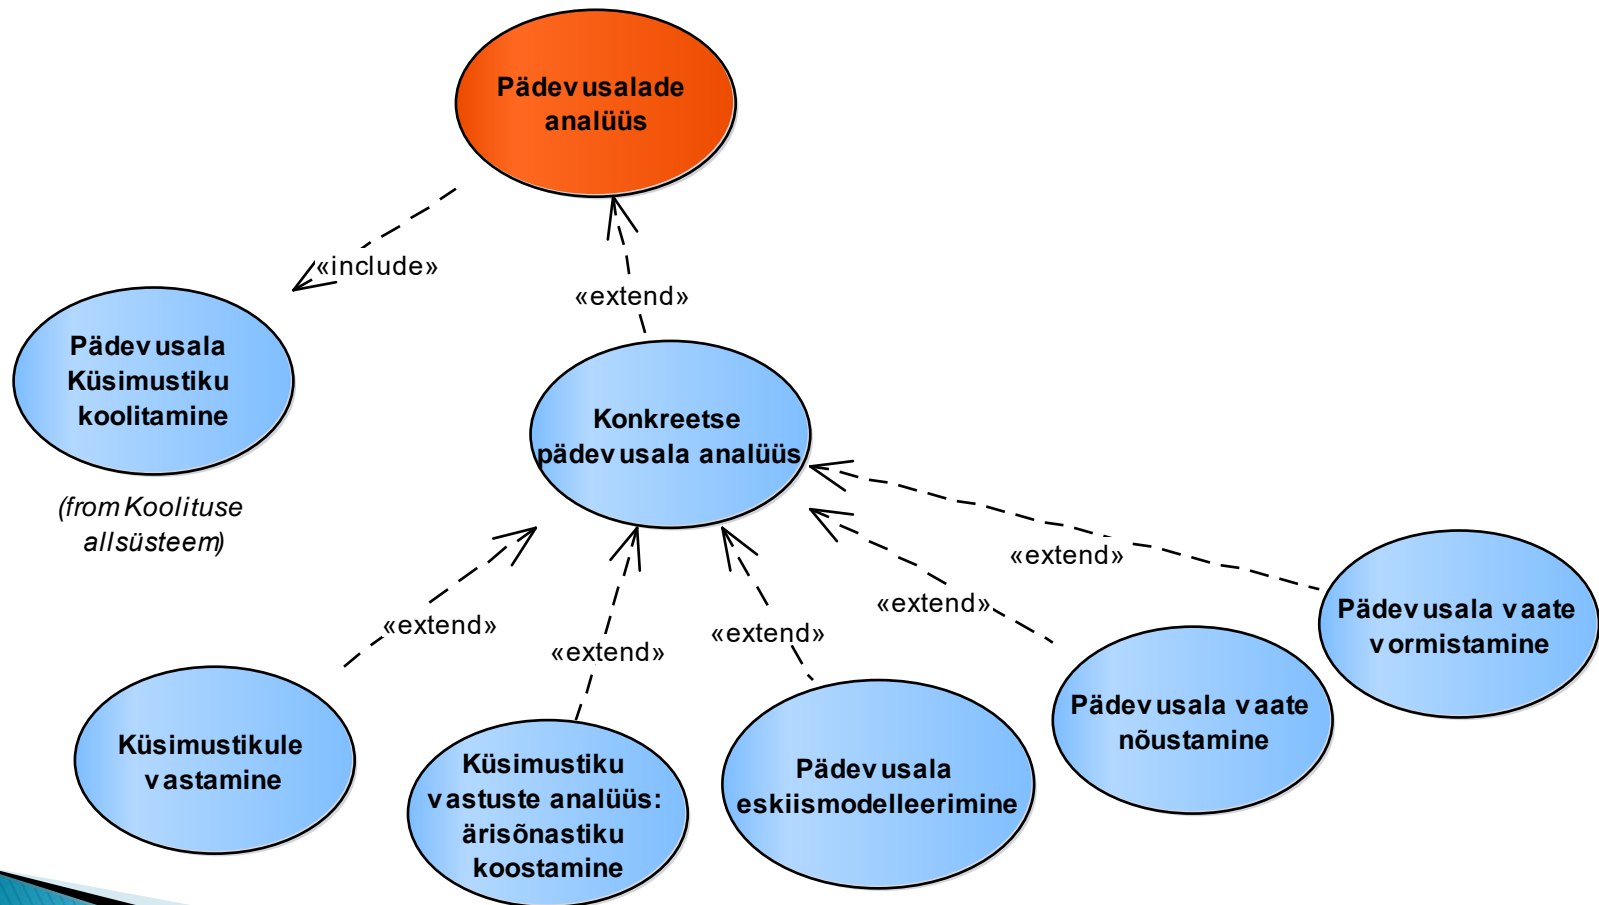 Pädevusalade
analüüs
«include»
«extend»
Pädevusala
Küsimustiku
koolitamine
(from Koolituse
allsüsteem)
Konkreetse
pädevusala analüüs
«extend»
«extend»
«extend»
«extend»
«extend»
Küsimustikule
vastamine
Küsimustiku
vastuste analüüs:
ärisõnastiku
koostamine
Pädevusala
eskiismodelleerimine
Pädevusala vaate
nõustamine
Pädevusala vaate
vormistamine